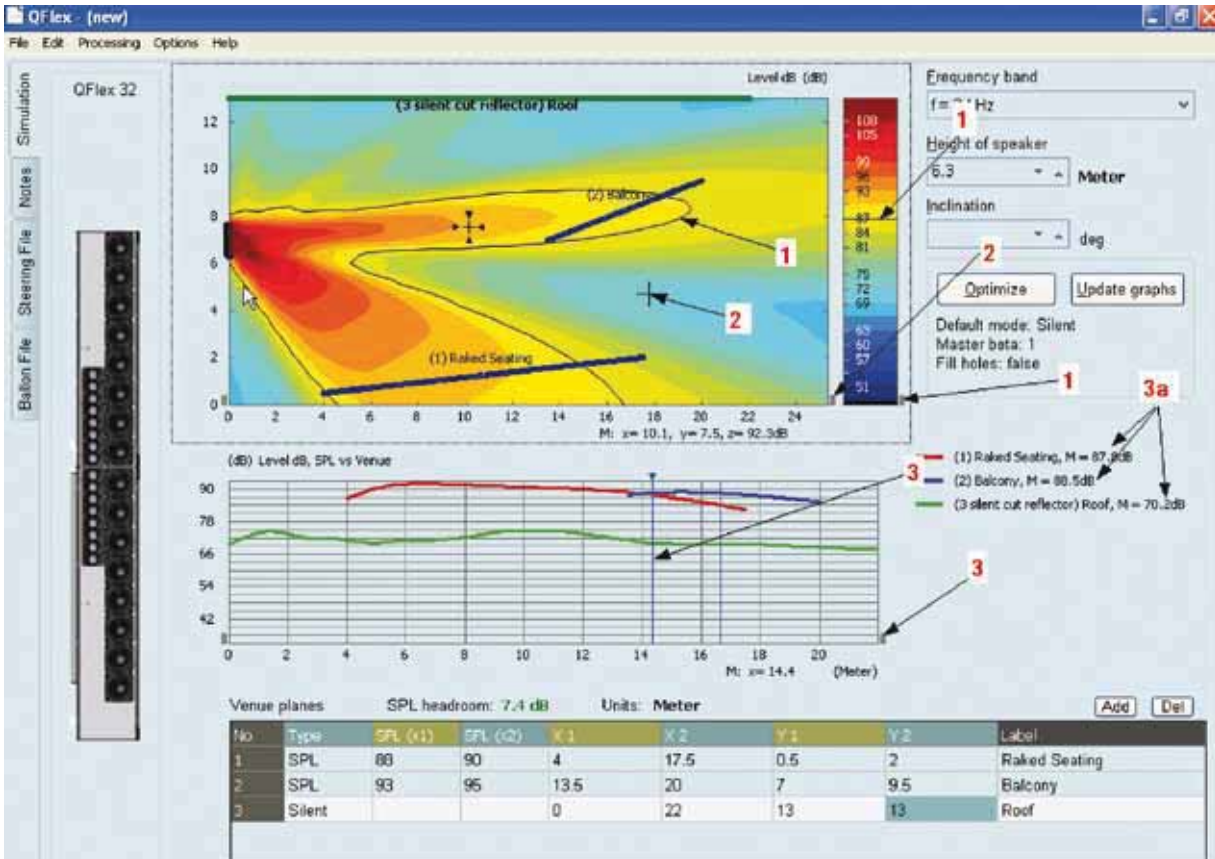 QFlex - (new)
File Edit Processing Options Help
Simulation
Notes
Steering File
Ballon File
QFlex 32
Level dB (dB)
(3 silent cut reflector) Roof
(2) Balcony
(1) Raked Seating
12
10
8
6
4
2
0
0 2 4 6 8 10 12 14 16 18 20 22 24
M: x= 10.1, y= 7.5, z= 92.3dB
108
105
99
96
93
87
84
81
75
72
69
63
60
57
51
1
2
Frequency band
Hz
1
Height of speaker
6.3 Meter
Inclination
deg
2
Optimize Update graphs
Default mode: Silent
Master beta: 1
Fill holes: false
1
3a
(dB) Level dB, SPL vs Venue
90
78
66
54
42
0 2 4 6 8 10 12 14 16 18 20
M: x= 14.4 (Meter)
3
(1) Raked Seating, M = 87.8dB
(2) Balcony, M = 88.5dB
(3 silent cut reflector) Roof, M = 70.2dB
3
Venue planes SPL headroom: 7.4 dB Units: Meter Add Del
No Type SPL (x1) SPL (x2) X 1 X 2 Y 1 Y 2 Label
1 SPL 88 90 4 17.5 0.5 2 Raked Seating
2 SPL 93 95 13.5 20 7 9.5 Balcony
3 Silent 0 22 13 13 Roof